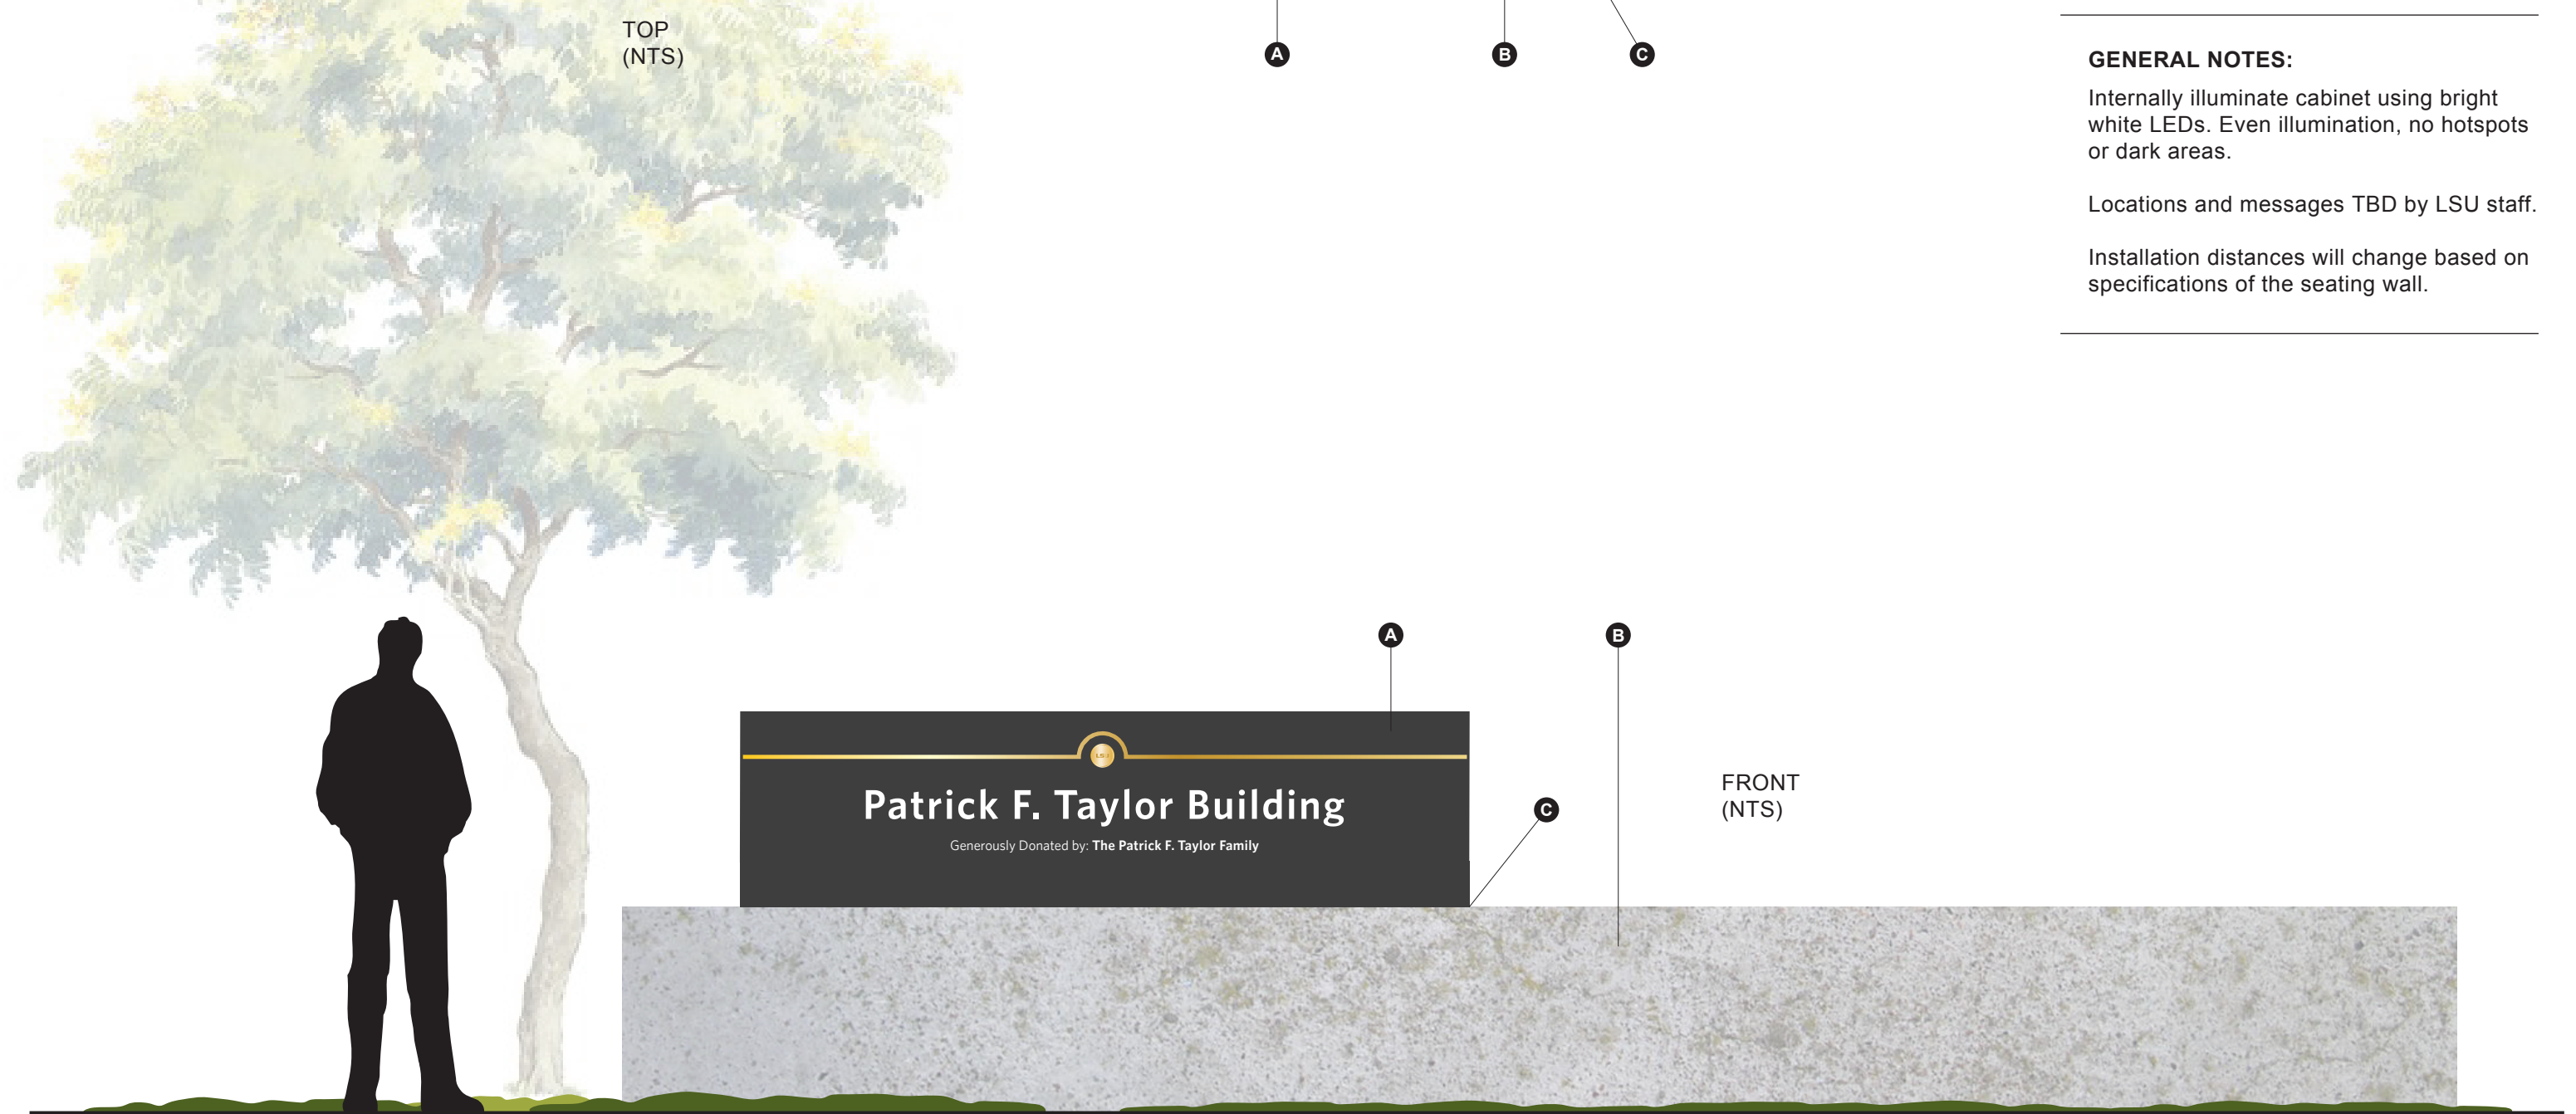 TOP
(NTS)
A
B
C
GENERAL NOTES:
Internally illuminate cabinet using bright
white LEDs. Even illumination, no hotspots
or dark areas.
Locations and messages TBD by LSU staff.
Installation distances will change based on
specifications of the seating wall.
A
B
LSU
Patrick F. Taylor Building
Generously Donated by: The Patrick F. Taylor Family
C
FRONT
(NTS)